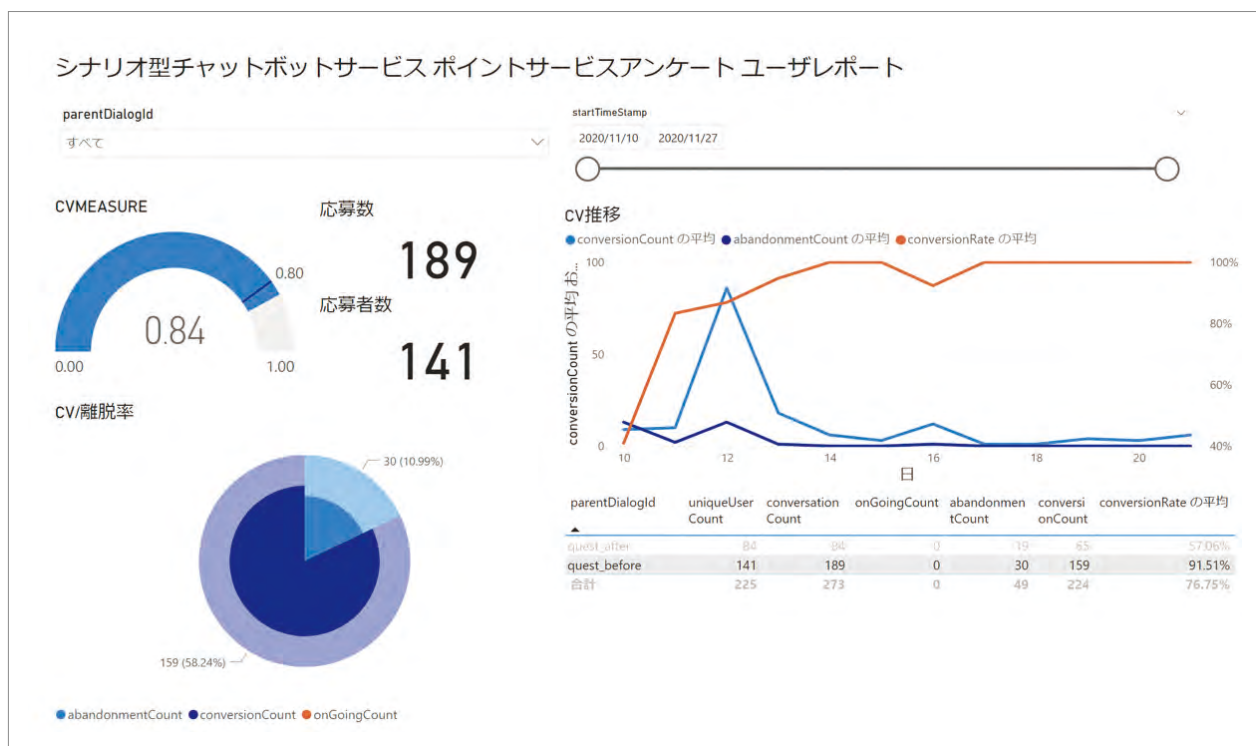 シナリオ型チャットボットサービス ポイントサービスアンケート ユーザレポート
parentDialogId
すべて
startTimeStamp
2020/11/10 2020/11/27
CVMEASURE
0.80
0.84
0.00
1.00
応募数
189
応募者数
141
CV/離脱率
30 (10.99%)
159 (58.24%)
abandonmentCount conversionCount onGoingCount
CV推移
conversionCount の平均 abandonmentCount の平均 conversionRate の平均
conversionCount の平均 お...
100
50
0
100%
80%
60%
40%
10 12 14 16 18 20
日
parentDialogId uniqueUser conversation onGoingCount abandonmen conversi conversionRate の平均
Count Count tCount onCount
quest_after 84 84 0 19 65 57.06%
quest_before 141 189 0 30 159 91.51%
合計 225 273 0 49 224 76.75%